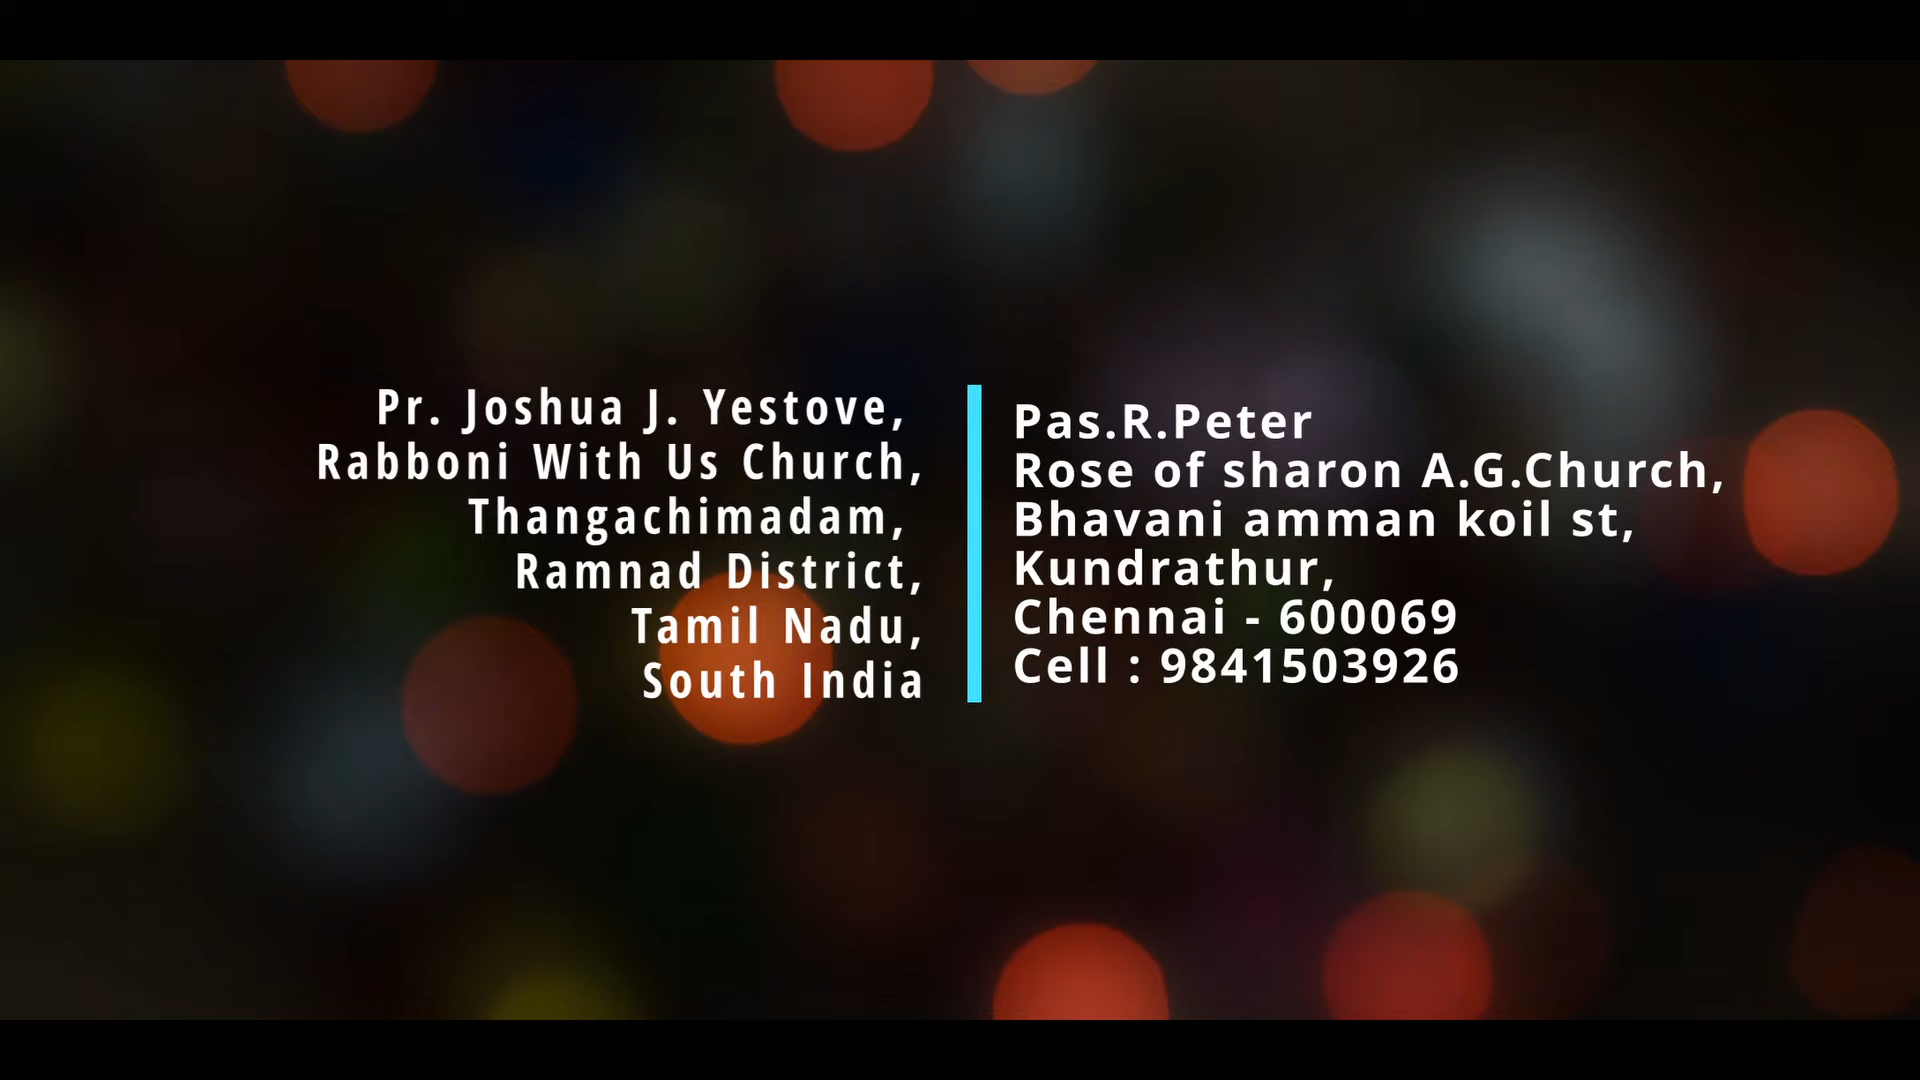 Pr. Joshua J. Yestove,
Rabboni With Us Church,
Thangachimadam,
Ramnad District,
Tamil Nadu,
South India
Pas.R.Peter
Rose of sharon A.G.Church,
Bhavani amman koil st,
Kundrathur,
Chennai - 600069
Cell : 9841503926